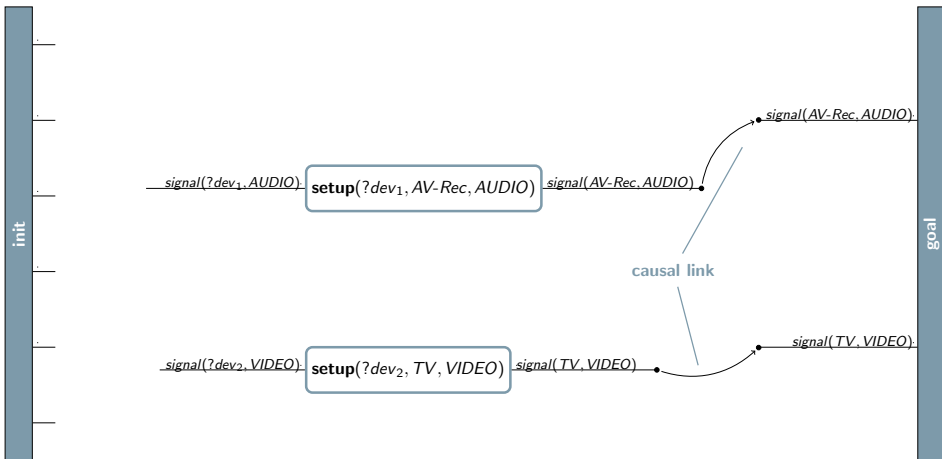 signal(AV-Rec, AUDIO)
signal(?dev₁, AUDIO)
setup(?dev₁, AV-Rec, AUDIO)
signal(AV-Rec, AUDIO)
init
goal
causal link
signal(TV, VIDEO)
signal(?dev₂, VIDEO)
setup(?dev₂, TV, VIDEO)
signal(TV, VIDEO)